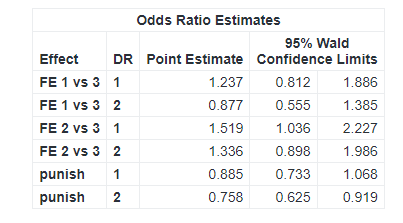 Odds Ratio Estimates
95% Wald
Effect DR Point Estimate Confidence Limits
FE 1 vs 3 1 1.237 0.812 1.886
FE 1 vs 3 2 0.877 0.555 1.385
FE 2 vs 3 1 1.519 1.036 2.227
FE 2 vs 3 2 1.336 0.898 1.986
punish 1 0.885 0.733 1.068
punish 2 0.758 0.625 0.919